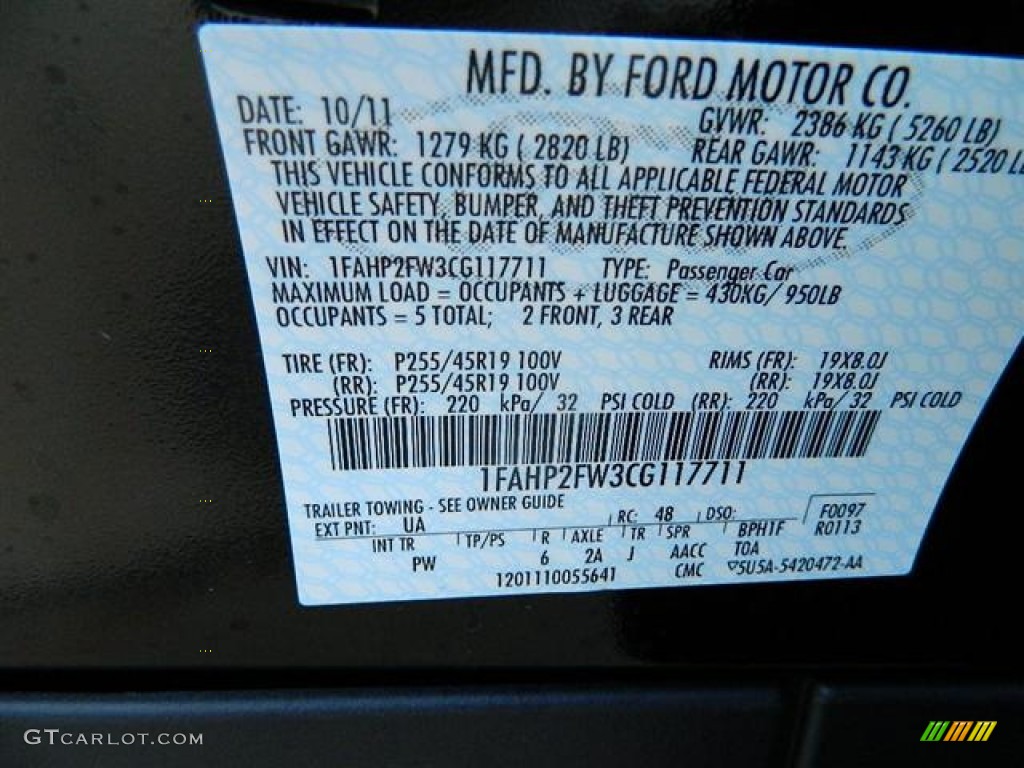 MFD. BY FORD MOTOR CO.
DATE: 10/11 GVWR: 2386 KG ( 5260 LB)
FRONT GAWR: 1279 KG ( 2820 LB) REAR GAWR: 1143 KG ( 2520 LB
THIS VEHICLE CONFORMS TO ALL APPLICABLE FEDERAL MOTOR
VEHICLE SAFETY, BUMPER, AND THEFT PREVENTION STANDARDS
IN EFFECT ON THE DATE OF MANUFACTURE SHOWN ABOVE.
VIN: 1FAHP2FW3CG117711 TYPE: Passenger Car
MAXIMUM LOAD = OCCUPANTS + LUGGAGE = 430KG/ 950LB
OCCUPANTS = 5 TOTAL; 2 FRONT, 3 REAR
TIRE (FR): P255/45R19 100V RIMS (FR): 19X8.0J
(RR): P255/45R19 100V (RR): 19X8.0J
PRESSURE (FR): 220 kPa/ 32 PSI COLD (RR): 220 kPa/ 32 PSI COLD
1FAHP2FW3CG117711
TRAILER TOWING - SEE OWNER GUIDE
EXT PNT: UA RC: 48 DSO: F0097
R0113
INT TR TP/PS R AXLE TR SPR BPH1F
PW 6 2A J AACC TOA
1201110055641 CMC ▽5U5A-5420472-AA
GTCARLOT.COM